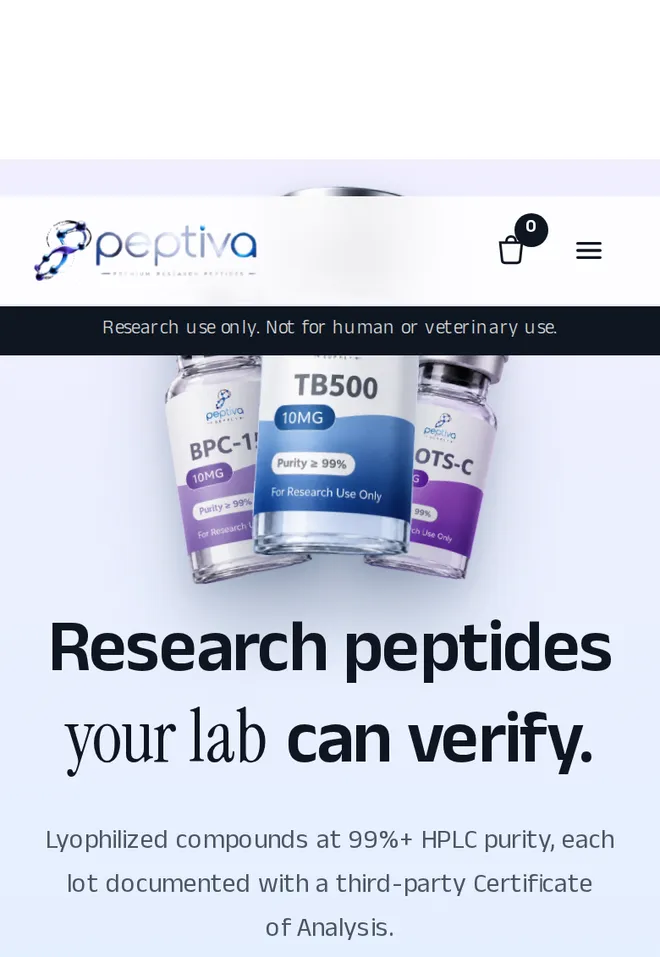 peptiva
PREMIUM RESEARCH PEPTIDES
0
Research use only. Not for human or veterinary use.
TB500
10MG
Purity ≥ 99%
For Research Use Only
peptiva
BPC-1
10MG
Purity ≥ 99%
For Research
peptiva
OTS-C
G
99%
ch Use Only
Research peptides
your lab can verify.
Lyophilized compounds at 99%+ HPLC purity, each
lot documented with a third-party Certificate
of Analysis.